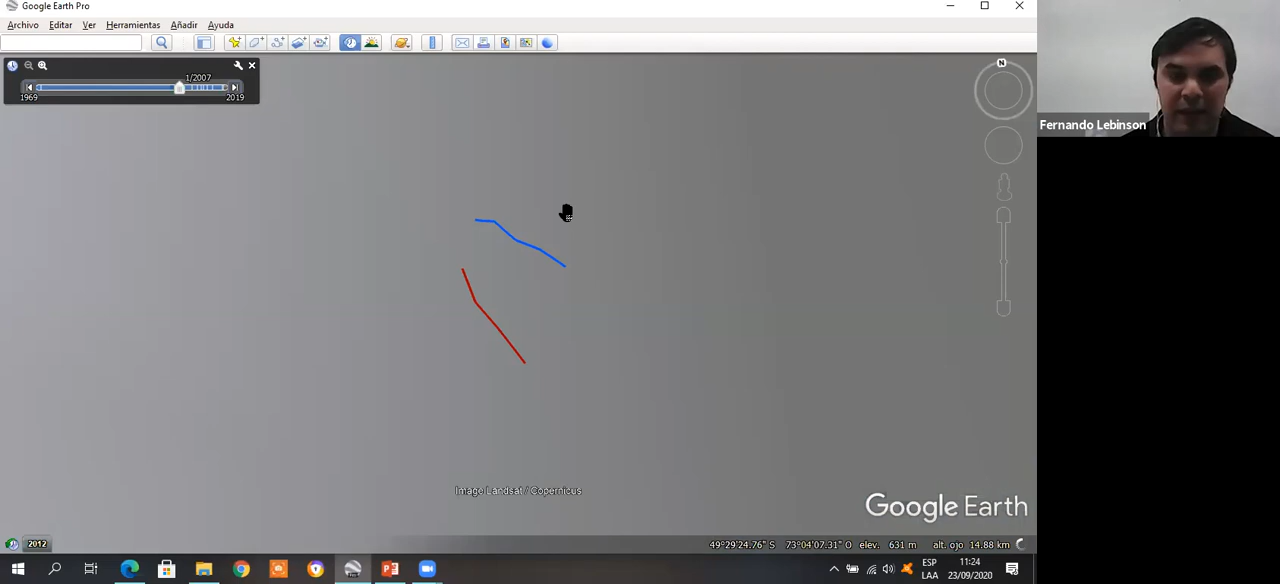 Google Earth Pro
Archivo Editar Ver Herramientas Añadir Ayuda
1/2007
1969 2019
N
Fernando Lebinson
Image Landsat / Copernicus
Google Earth
2012 49°29'24.76" S 73°04'07.31" O elev. 631 m alt. ojo 14.88 km
ESP 11:24
LAA 23/09/2020